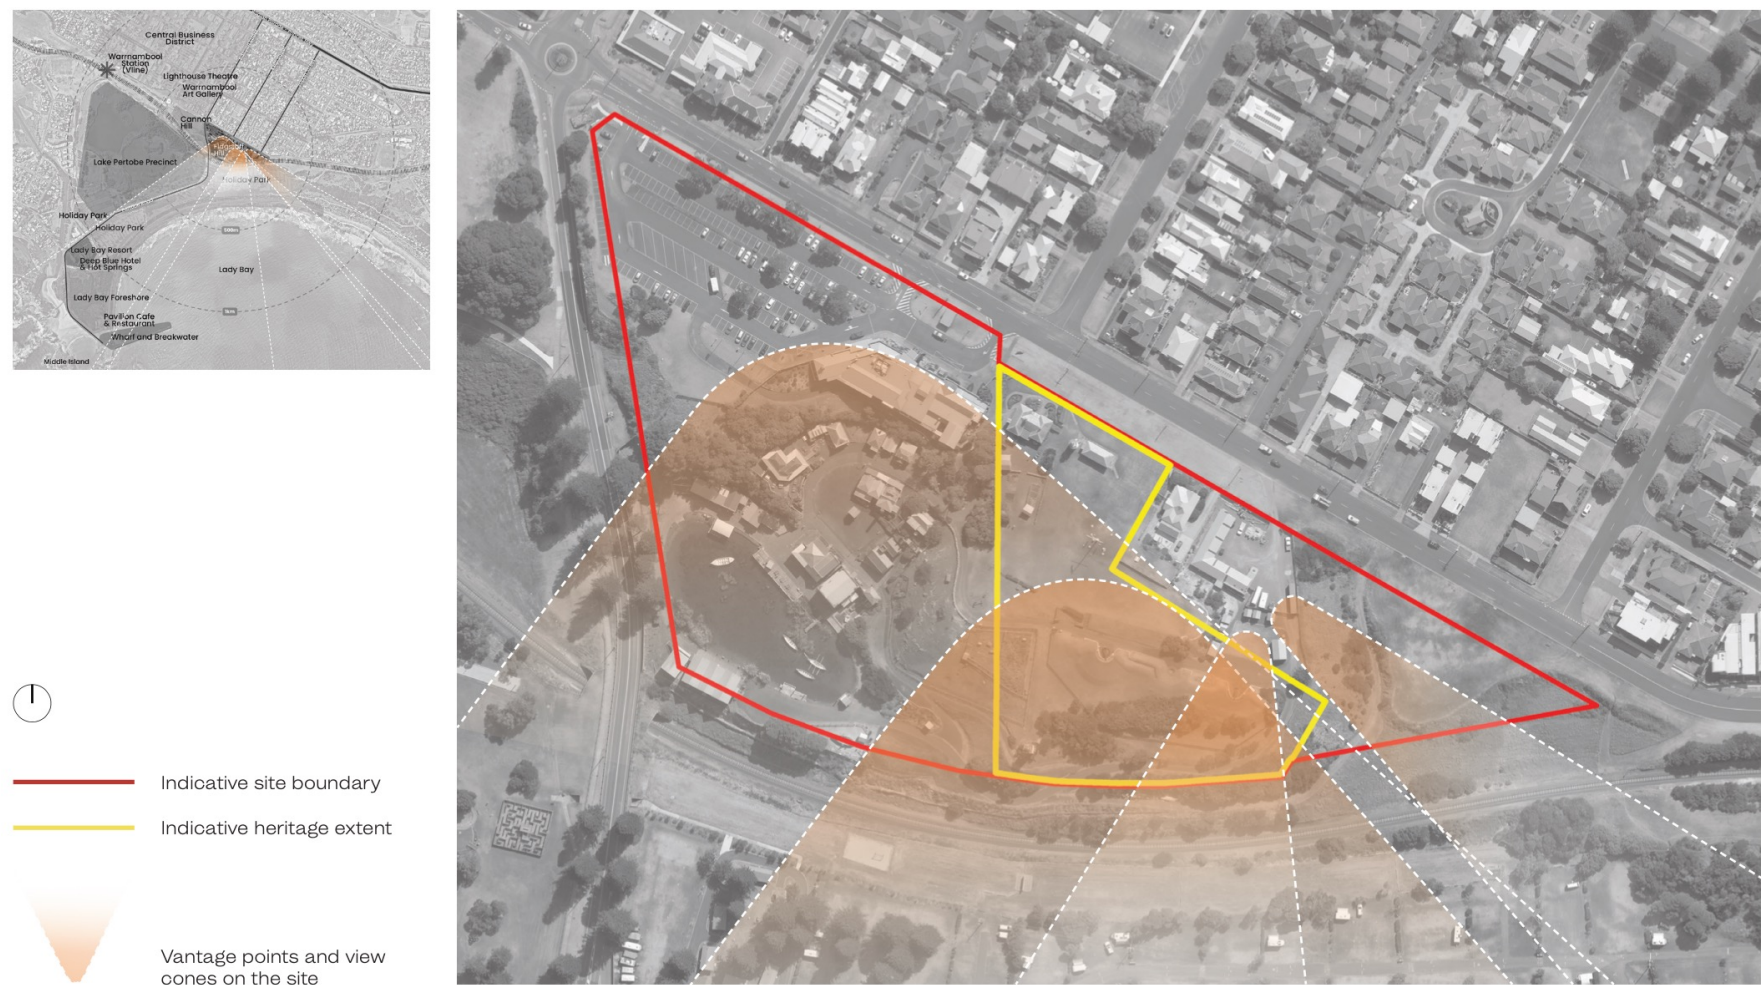 Central Business
District
Warrnambool
Station
(Vline)
Lighthouse Theatre
Warrnambool
Art Gallery
Cannon
Hill
Lake Pertobe Precinct
Holiday Park
Holiday Park
Holiday Park
500m
Lady Bay Resort
Deep Blue Hotel
& Hot Springs
Lady Bay
Lady Bay Foreshore
1km
Pavilion Cafe
& Restaurant
Wharf and Breakwater
Middle Island
Indicative site boundary
Indicative heritage extent
Vantage points and view
cones on the site